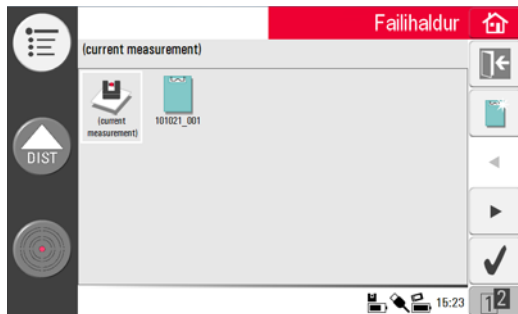 Failihaldur
(current measurement)
(current
measurement)
101021_001
DIST
15:23
12